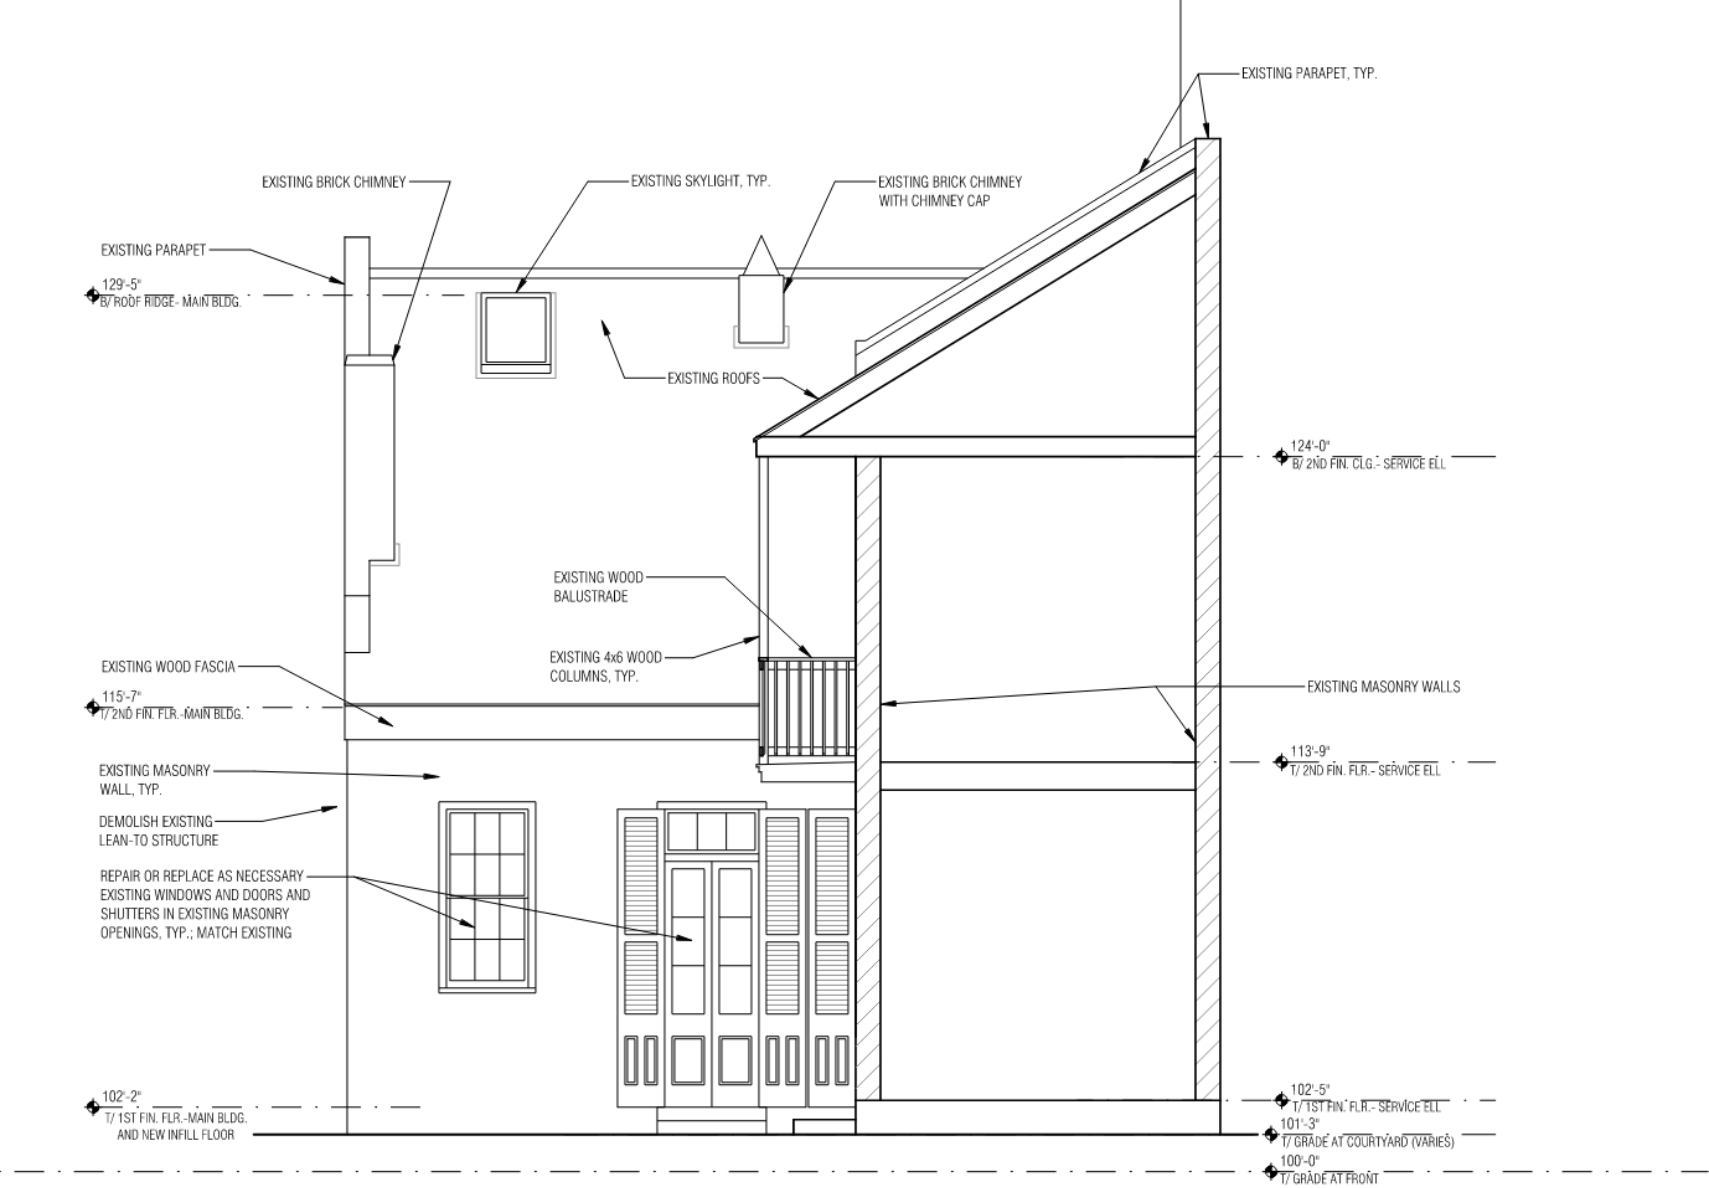 EXISTING PARAPET, TYP.
EXISTING BRICK CHIMNEY
EXISTING SKYLIGHT, TYP.
EXISTING BRICK CHIMNEY
WITH CHIMNEY CAP
EXISTING PARAPET
129'-5"
B/ ROOF RIDGE- MAIN BLDG.
EXISTING ROOFS
124'-0"
B/ 2ND FIN. CLG.- SERVICE ELL
EXISTING WOOD
BALUSTRADE
EXISTING 4x6 WOOD
COLUMNS, TYP.
EXISTING WOOD FASCIA
EXISTING MASONRY WALLS
115'-7"
T/ 2ND FIN. FLR.-MAIN BLDG.
113'-9"
T/ 2ND FIN. FLR.- SERVICE ELL
EXISTING MASONRY
WALL, TYP.
DEMOLISH EXISTING
LEAN-TO STRUCTURE
REPAIR OR REPLACE AS NECESSARY
EXISTING WINDOWS AND DOORS AND
SHUTTERS IN EXISTING MASONRY
OPENINGS, TYP.; MATCH EXISTING
102'-2"
T/ 1ST FIN. FLR.-MAIN BLDG.
AND NEW INFILL FLOOR
102'-5"
T/ 1ST FIN. FLR.- SERVICE ELL
101'-3"
T/ GRADE AT COURTYARD (VARIES)
100'-0"
T/ GRADE AT FRONT